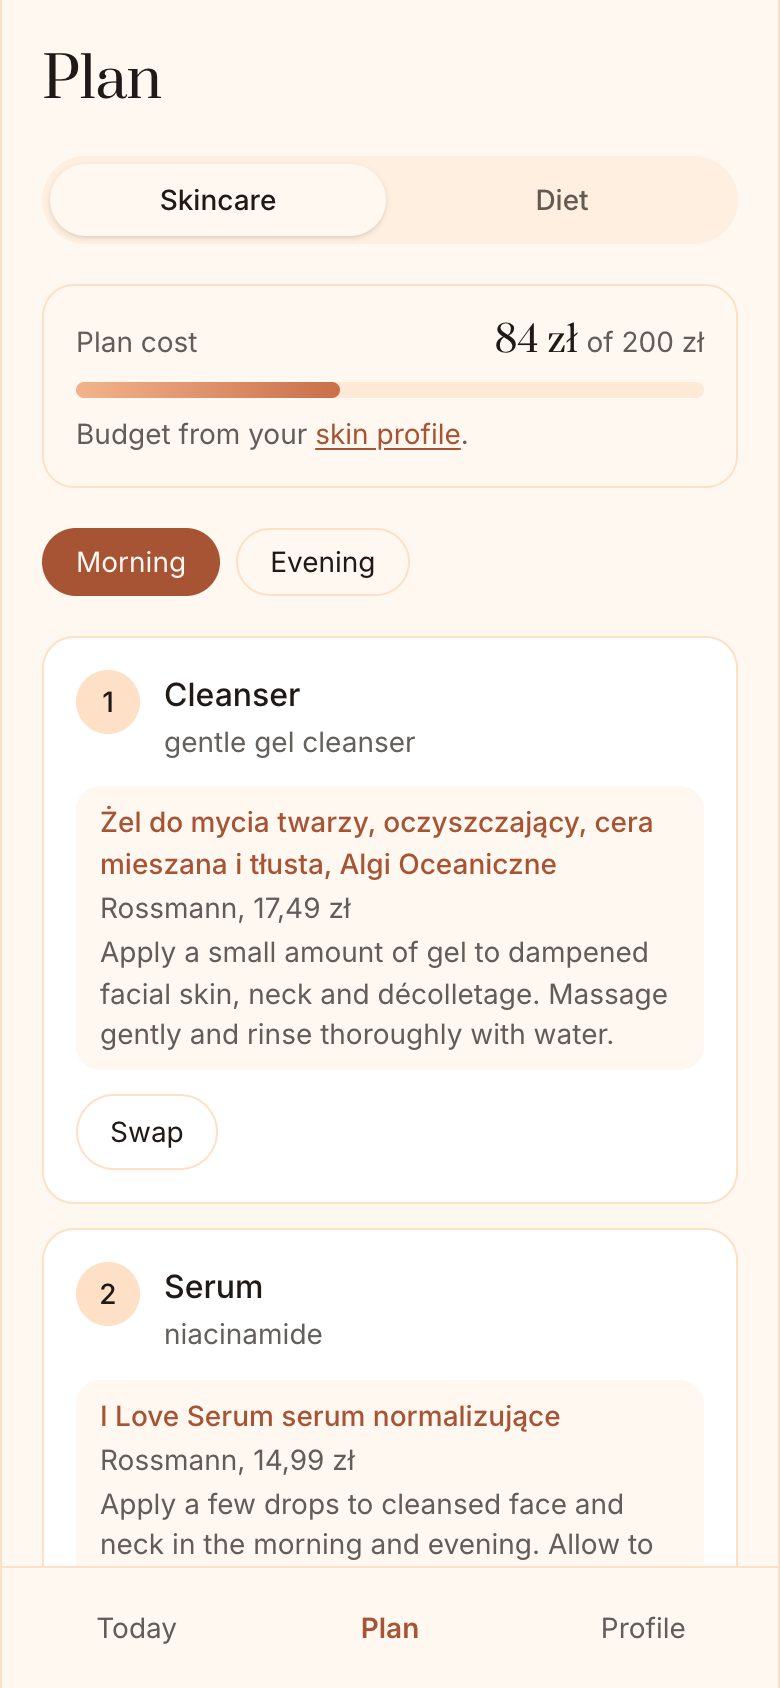 Plan
Skincare
Diet
Plan cost
84 zł of 200 zł
Budget from your skin profile.
Morning
Evening
1
Cleanser
gentle gel cleanser
Żel do mycia twarzy, oczyszczający, cera
mieszana i tłusta, Algi Oceaniczne
Rossmann, 17,49 zł
Apply a small amount of gel to dampened
facial skin, neck and décolletage. Massage
gently and rinse thoroughly with water.
Swap
2
Serum
niacinamide
I Love Serum serum normalizujące
Rossmann, 14,99 zł
Apply a few drops to cleansed face and
neck in the morning and evening. Allow to
Today
Plan
Profile